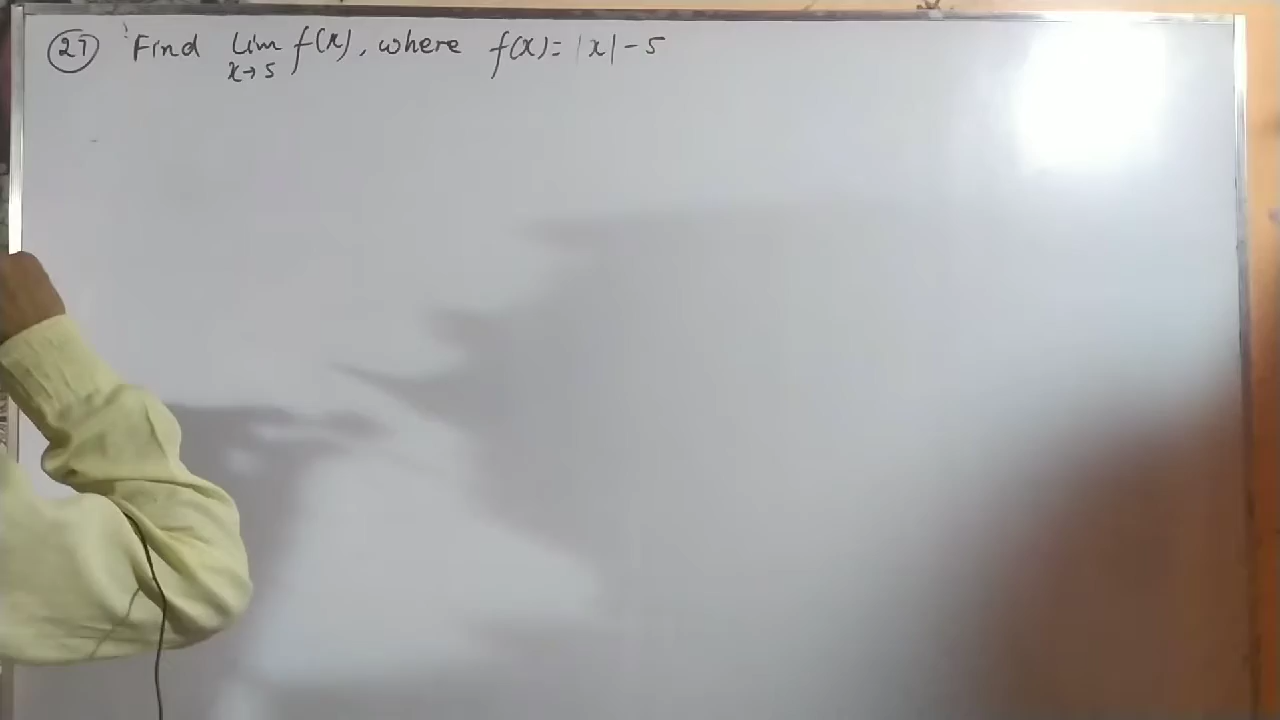 (27) Find lim f(x), where f(x) = |x| - 5
x→5